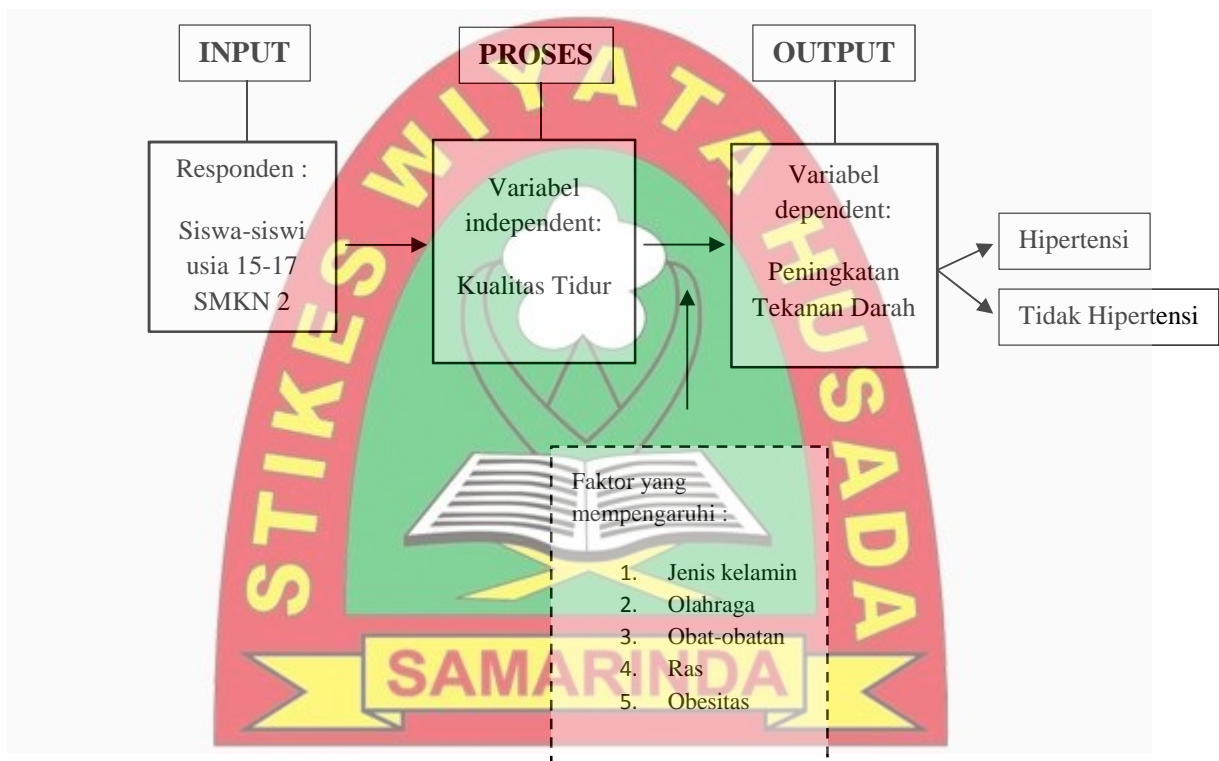 INPUT
PROSES
OUTPUT
Responden :
Siswa-siswi
usia 15-17
SMKN 2
Variabel
independent:
Kualitas Tidur
Variabel
dependent:
Peningkatan
Tekanan Darah
Hipertensi
Tidak Hipertensi
Faktor yang
mempengaruhi :
1. Jenis kelamin
2. Olahraga
3. Obat-obatan
4. Ras
5. Obesitas
STIKES WIYATA HUSADA
SAMARINDA